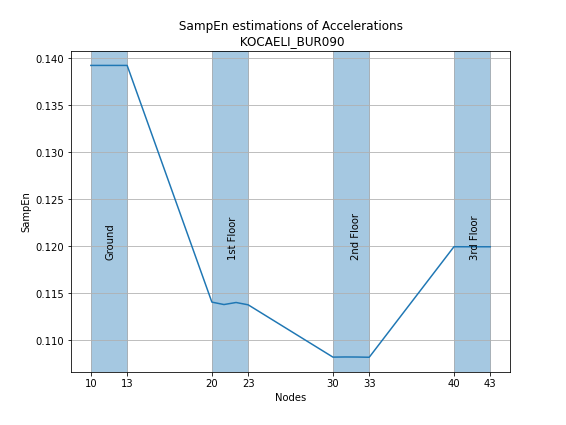 SampEn estimations of Accelerations
KOCAELI_BUR090
0.140
0.135
0.130
0.125
0.120
0.115
0.110
SampEn
Ground
1st Floor
2nd Floor
3rd Floor
10 13 20 23 30 33 40 43
Nodes